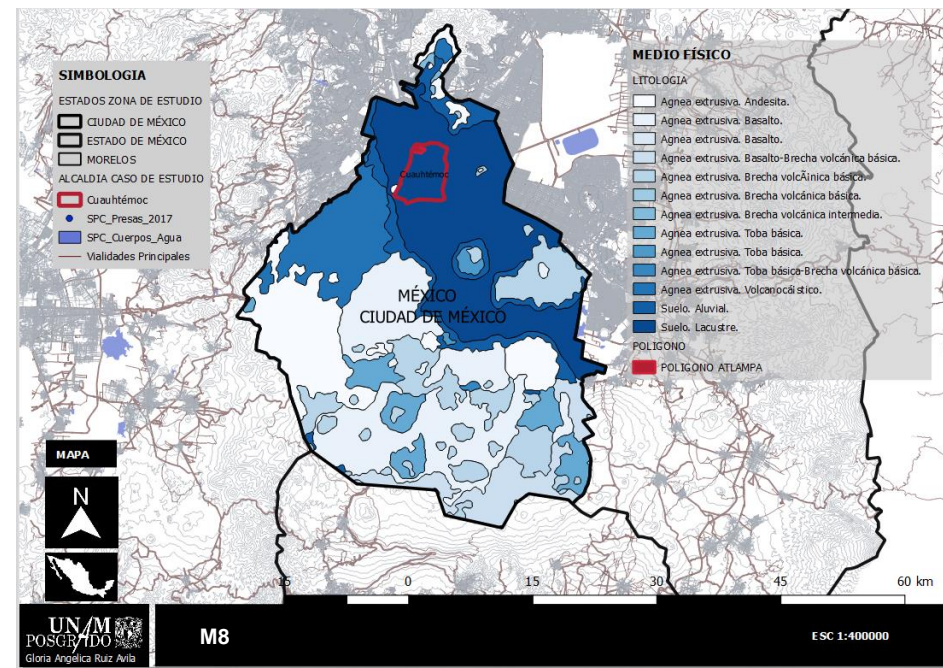 SIMBOLOGIA
ESTADOS ZONA DE ESTUDIO
CIUDAD DE MÉXICO
ESTADO DE MÉXICO
MORELOS
ALCALDIA CASO DE ESTUDIO
Cuauhtémoc
SPC_Presas_2017
SPC_Cuerpos_Agua
Vialidades Principales
MEDIO FÍSICO
LITOLOGIA
Agnea extrusiva. Andesita.
Agnea extrusiva. Basalto.
Agnea extrusiva. Basalto.
Agnea extrusiva. Basalto-Brecha volcánica básica.
Agnea extrusiva. Brecha volcÃinica básica.
Agnea extrusiva. Brecha volcánica básica.
Agnea extrusiva. Brecha volcánica intermedia.
Agnea extrusiva. Toba básica.
Agnea extrusiva. Toba básica.
Agnea extrusiva. Toba básica-Brecha volcánica básica.
Agnea extrusiva. Volcanocáistico.
Suelo. Aluvial.
Suelo. Lacustre.
POLIGONO
POLIGONO ATLAMPA
Cuauhtémoc
MÉXICO
CIUDAD DE MÉXICO
MAPA
N
15 0 15 30 45 60 km
UNAM
POSGRADO
Gloria Angelica Ruiz Avila
M8
ESC 1:400000